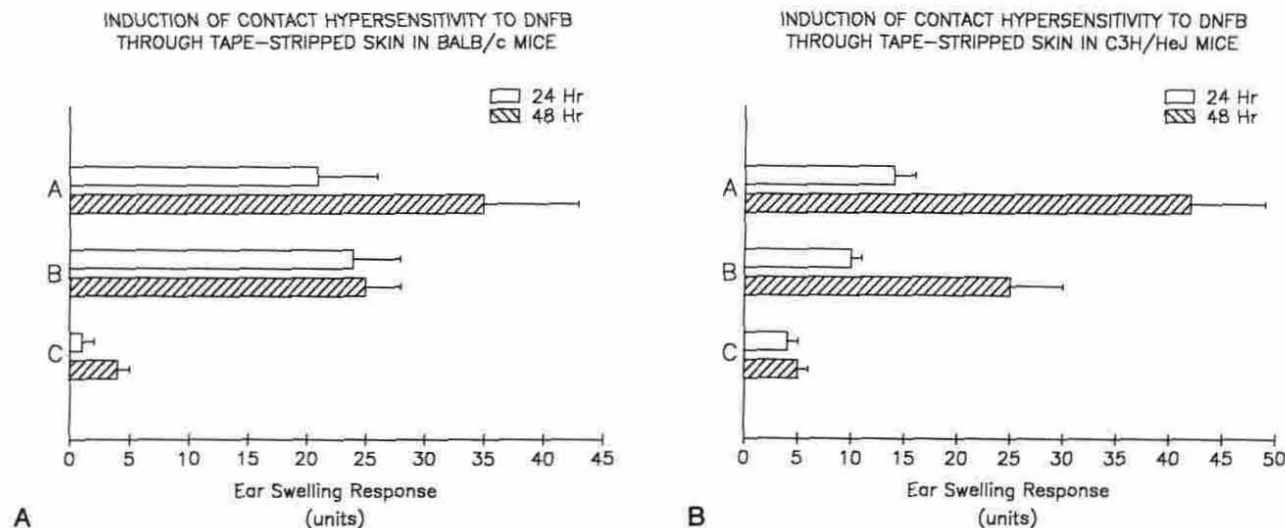 INDUCTION OF CONTACT HYPERSENSITIVITY TO DNFB
THROUGH TAPE-STRIPPED SKIN IN BALB/c MICE
24 Hr
48 Hr
A
B
C
0 5 10 15 20 25 30 35 40 45
Ear Swelling Response
(units)
A
INDUCTION OF CONTACT HYPERSENSITIVITY TO DNFB
THROUGH TAPE-STRIPPED SKIN IN C3H/HeJ MICE
24 Hr
48 Hr
A
B
C
0 5 10 15 20 25 30 35 40 45 50
Ear Swelling Response
(units)
B